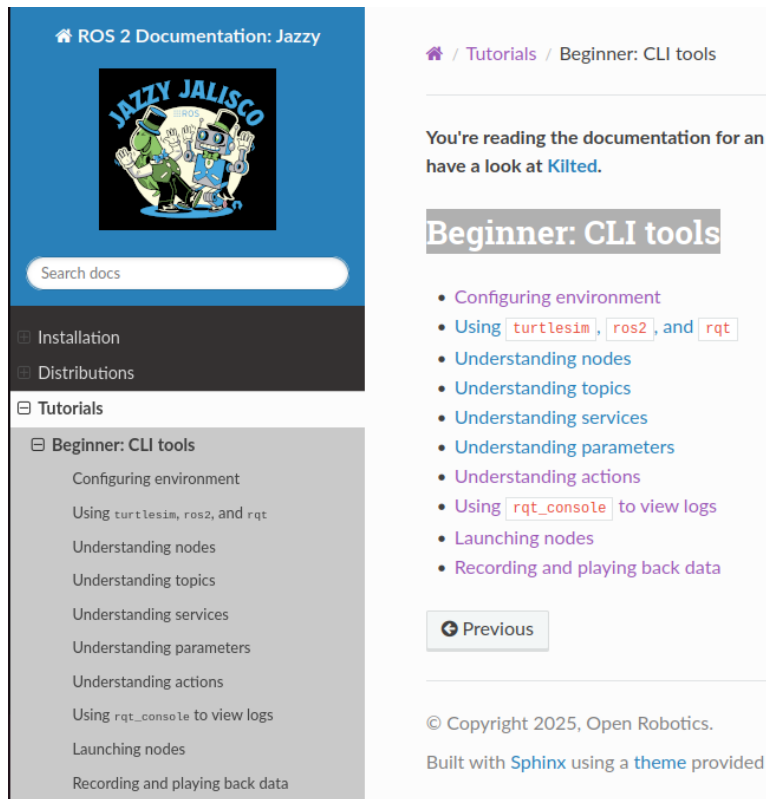 ROS 2 Documentation: Jazzy
JAZZY JALISCO
ROS
Search docs
Installation
Distributions
Tutorials
Beginner: CLI tools
Configuring environment
Using turtlesim, ros2, and rqt
Understanding nodes
Understanding topics
Understanding services
Understanding parameters
Understanding actions
Using rqt_console to view logs
Launching nodes
Recording and playing back data
/ Tutorials / Beginner: CLI tools
You're reading the documentation for an
have a look at Kilted.
Beginner: CLI tools
• Configuring environment
• Using turtlesim, ros2, and rqt
• Understanding nodes
• Understanding topics
• Understanding services
• Understanding parameters
• Understanding actions
• Using rqt_console to view logs
• Launching nodes
• Recording and playing back data
Previous
© Copyright 2025, Open Robotics.
Built with Sphinx using a theme provided